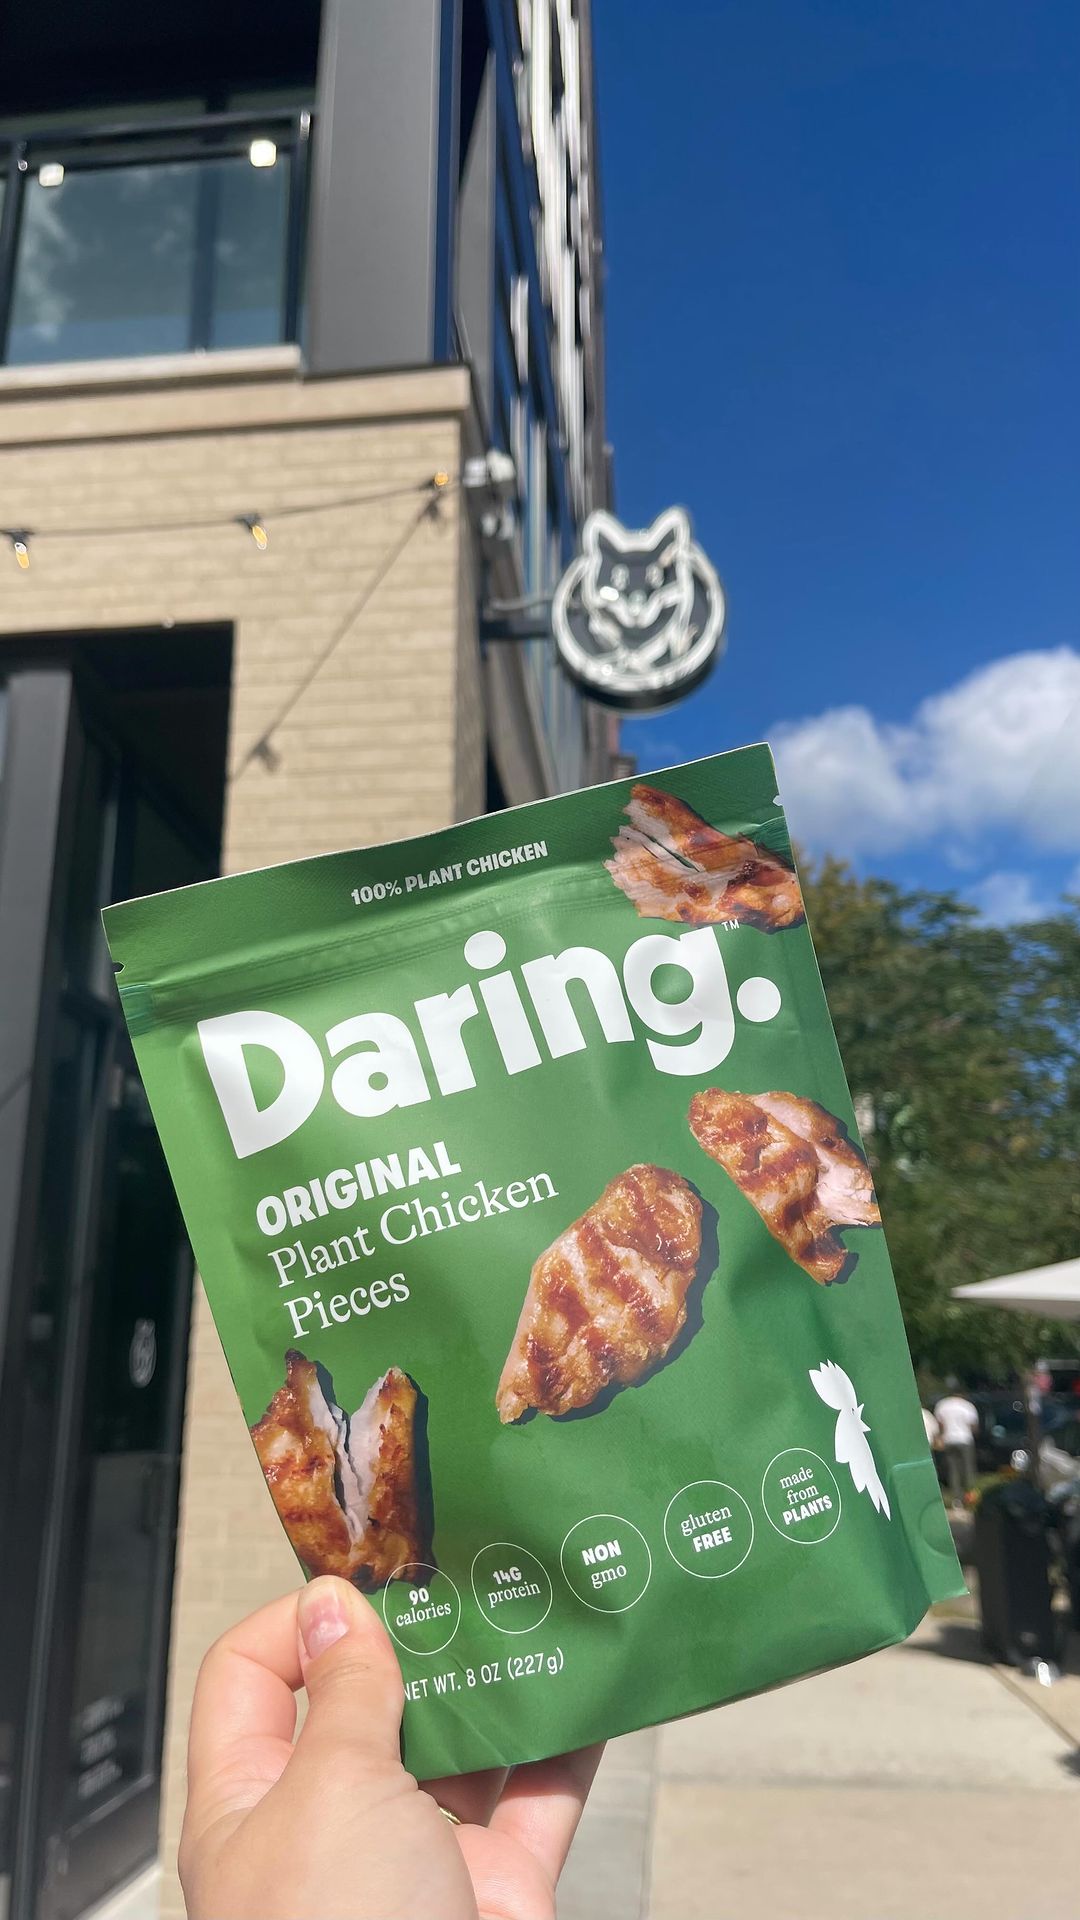 100% PLANT CHICKEN
Daring.™
ORIGINAL
Plant Chicken
Pieces
90
calories
14G
protein
NON
gmo
gluten
FREE
made
from
PLANTS
NET WT. 8 OZ (227g)